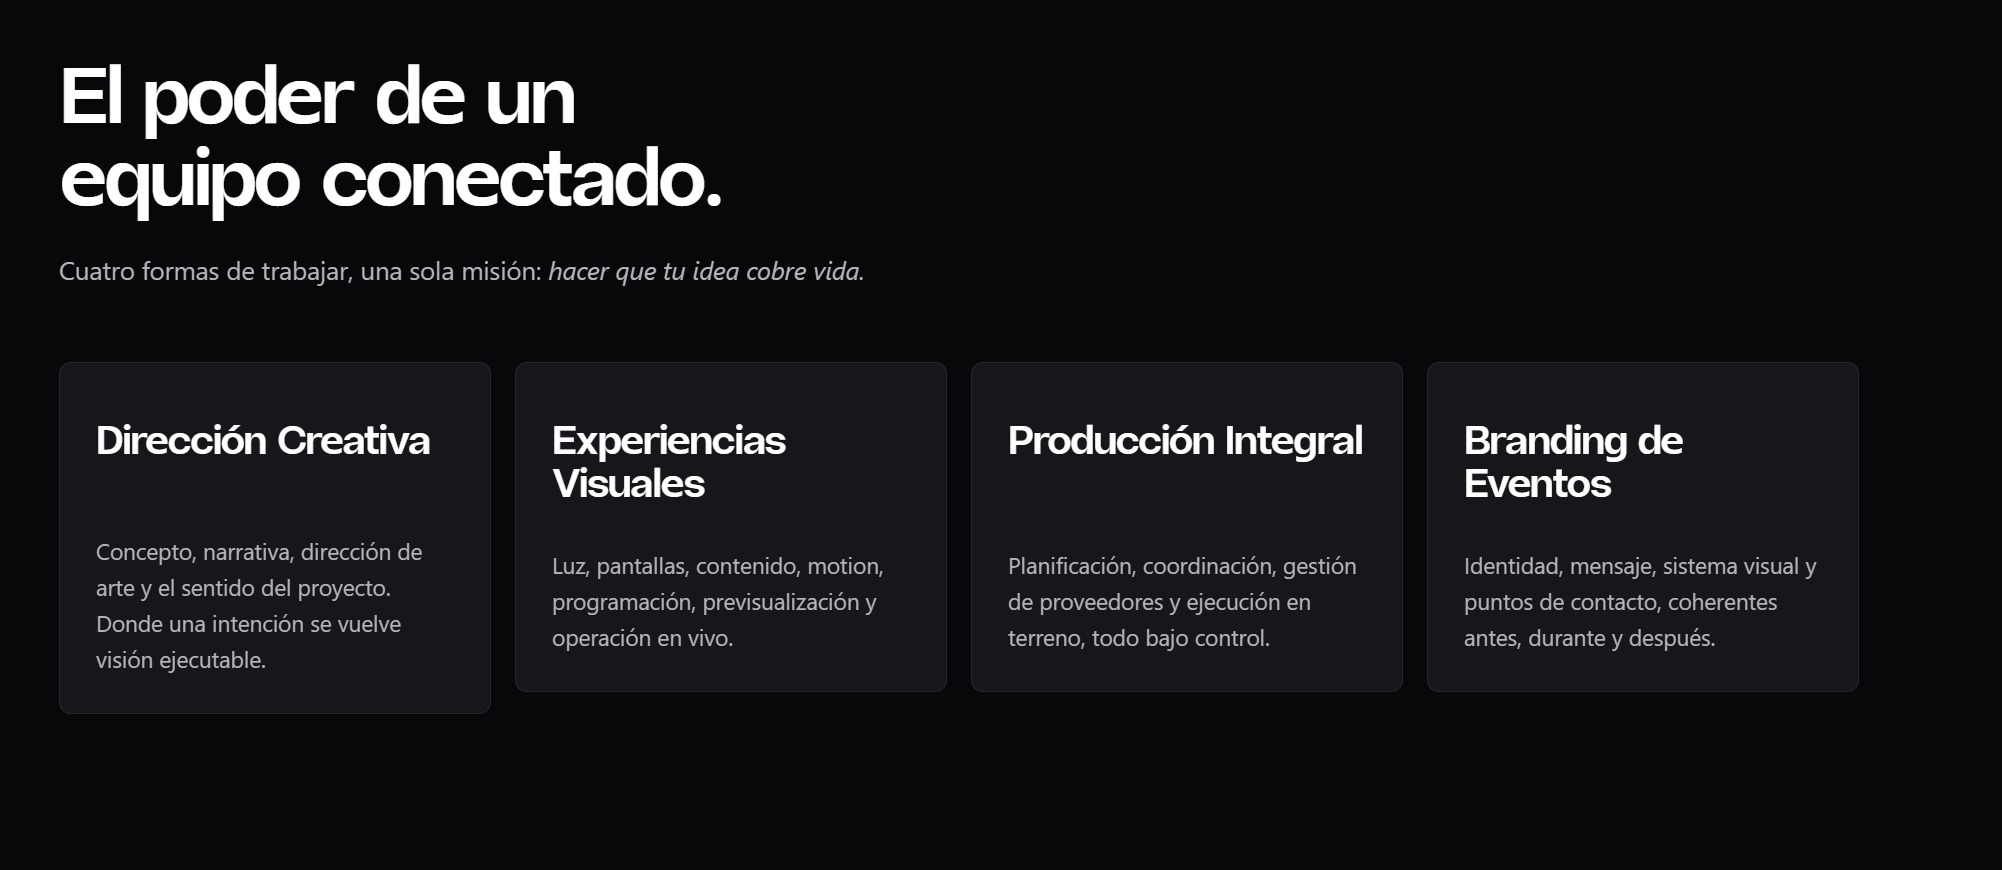 El poder de un
equipo conectado.
Cuatro formas de trabajar, una sola misión: hacer que tu idea cobre vida.
Dirección Creativa
Concepto, narrativa, dirección de
arte y el sentido del proyecto.
Donde una intención se vuelve
visión ejecutable.
Experiencias
Visuales
Luz, pantallas, contenido, motion,
programación, previsualización y
operación en vivo.
Producción Integral
Planificación, coordinación, gestión
de proveedores y ejecución en
terreno, todo bajo control.
Branding de
Eventos
Identidad, mensaje, sistema visual y
puntos de contacto, coherentes
antes, durante y después.